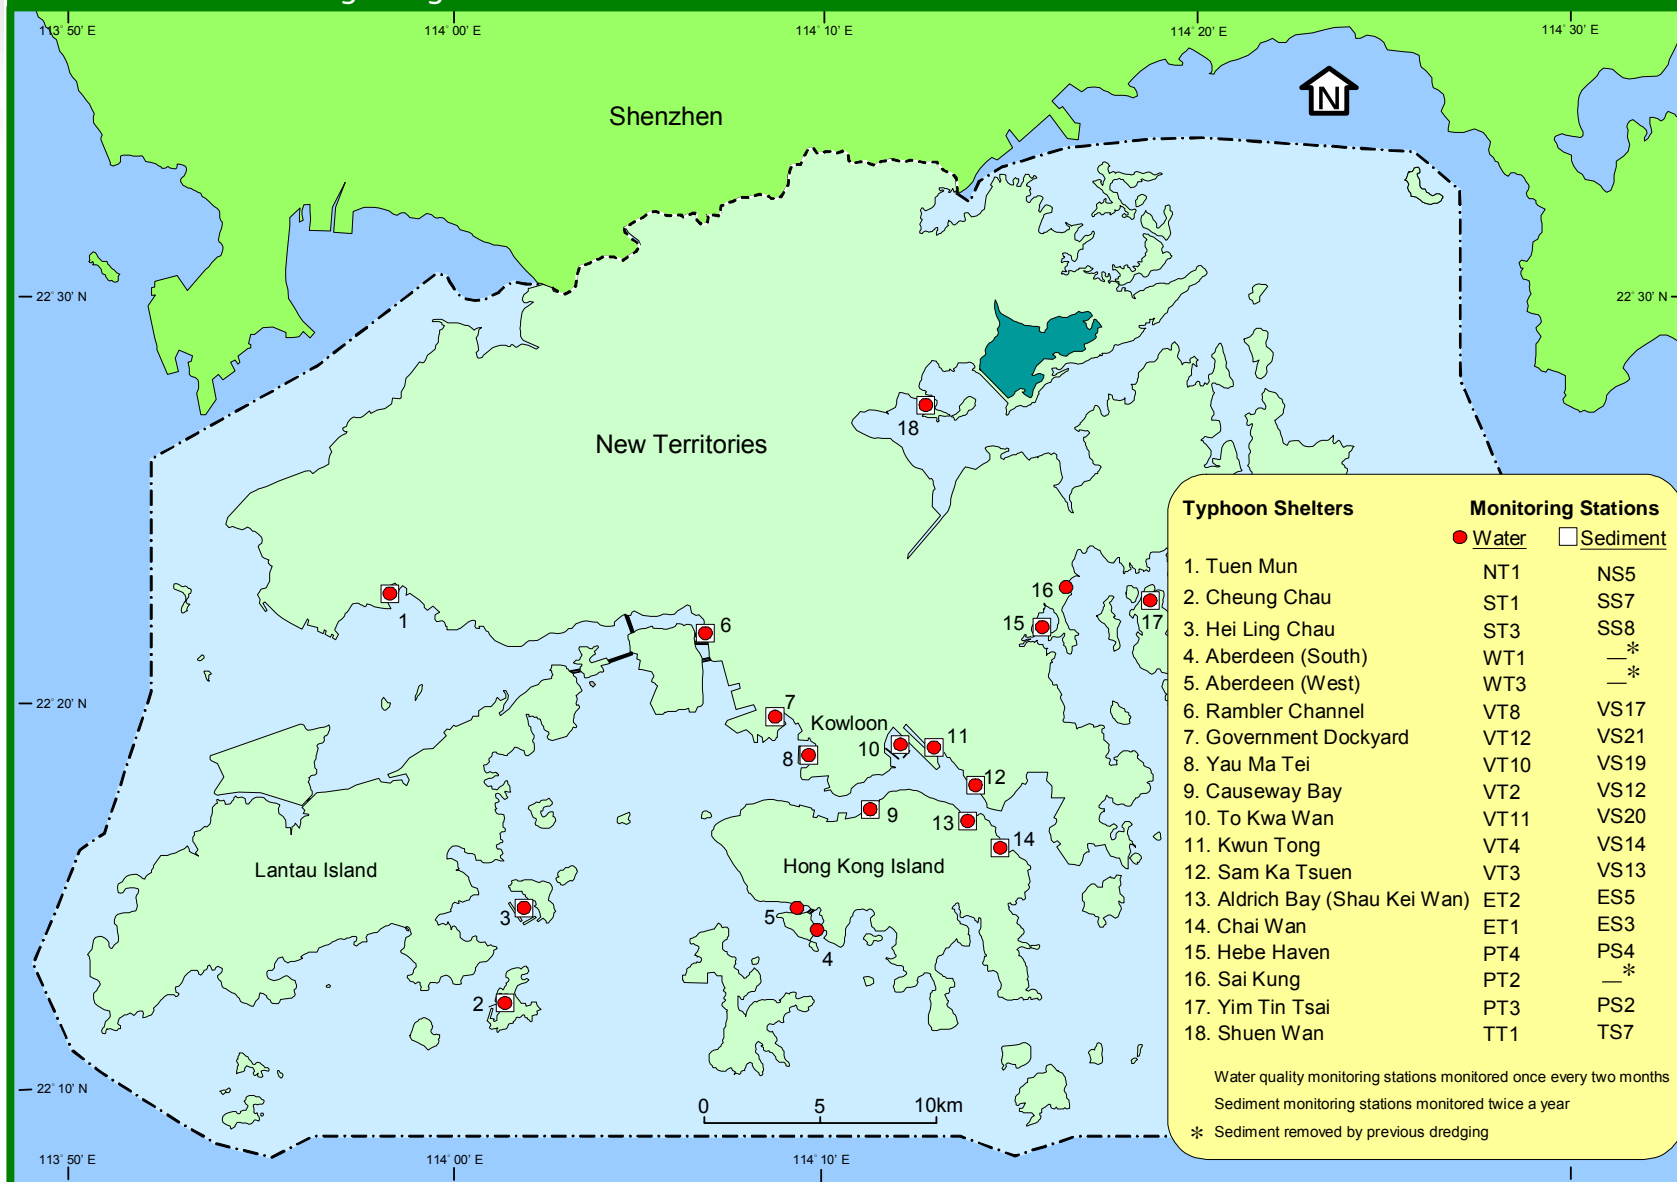 113° 50' E
114° 00' E
114° 10' E
114° 20' E
114° 30' E
N
Shenzhen
22° 30' N
22° 30' N
18
New Territories
1
6
16
15
17
22° 20' N
7
Kowloon
10
11
8
12
9
13
14
Lantau Island
Hong Kong Island
3
5
4
2
22° 10' N
0 5 10km
113° 50' E
114° 00' E
114° 10' E
Typhoon Shelters Monitoring Stations
Water Sediment
1. Tuen Mun NT1 NS5
2. Cheung Chau ST1 SS7
3. Hei Ling Chau ST3 SS8
4. Aberdeen (South) WT1 —*
5. Aberdeen (West) WT3 —*
6. Rambler Channel VT8 VS17
7. Government Dockyard VT12 VS21
8. Yau Ma Tei VT10 VS19
9. Causeway Bay VT2 VS12
10. To Kwa Wan VT11 VS20
11. Kwun Tong VT4 VS14
12. Sam Ka Tsuen VT3 VS13
13. Aldrich Bay (Shau Kei Wan) ET2 ES5
14. Chai Wan ET1 ES3
15. Hebe Haven PT4 PS4
16. Sai Kung PT2 —*
17. Yim Tin Tsai PT3 PS2
18. Shuen Wan TT1 TS7
Water quality monitoring stations monitored once every two months
Sediment monitoring stations monitored twice a year
* Sediment removed by previous dredging